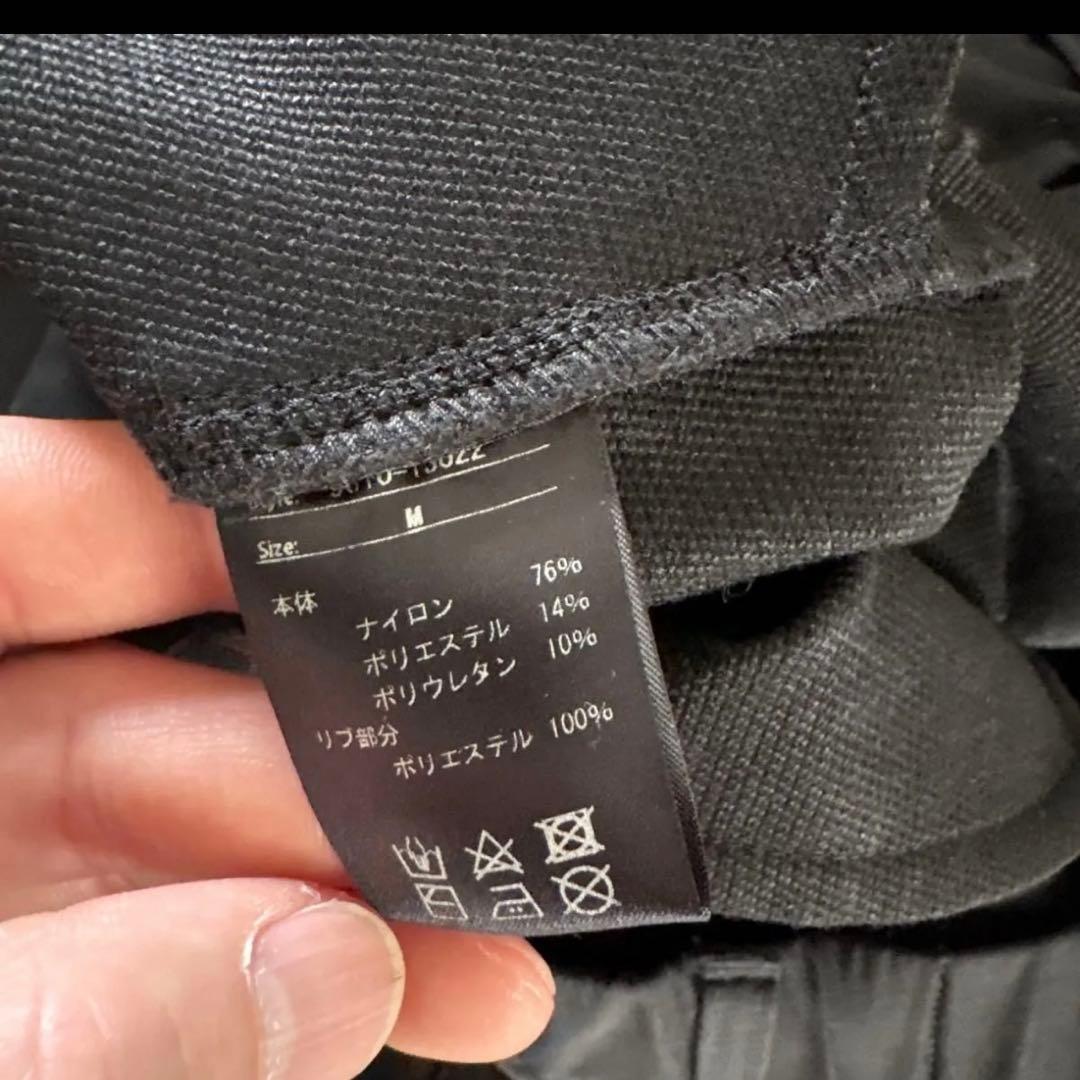 Size: M
本体
ナイロン 76%
ポリエステル 14%
ポリウレタン 10%
リブ部分
ポリエステル 100%